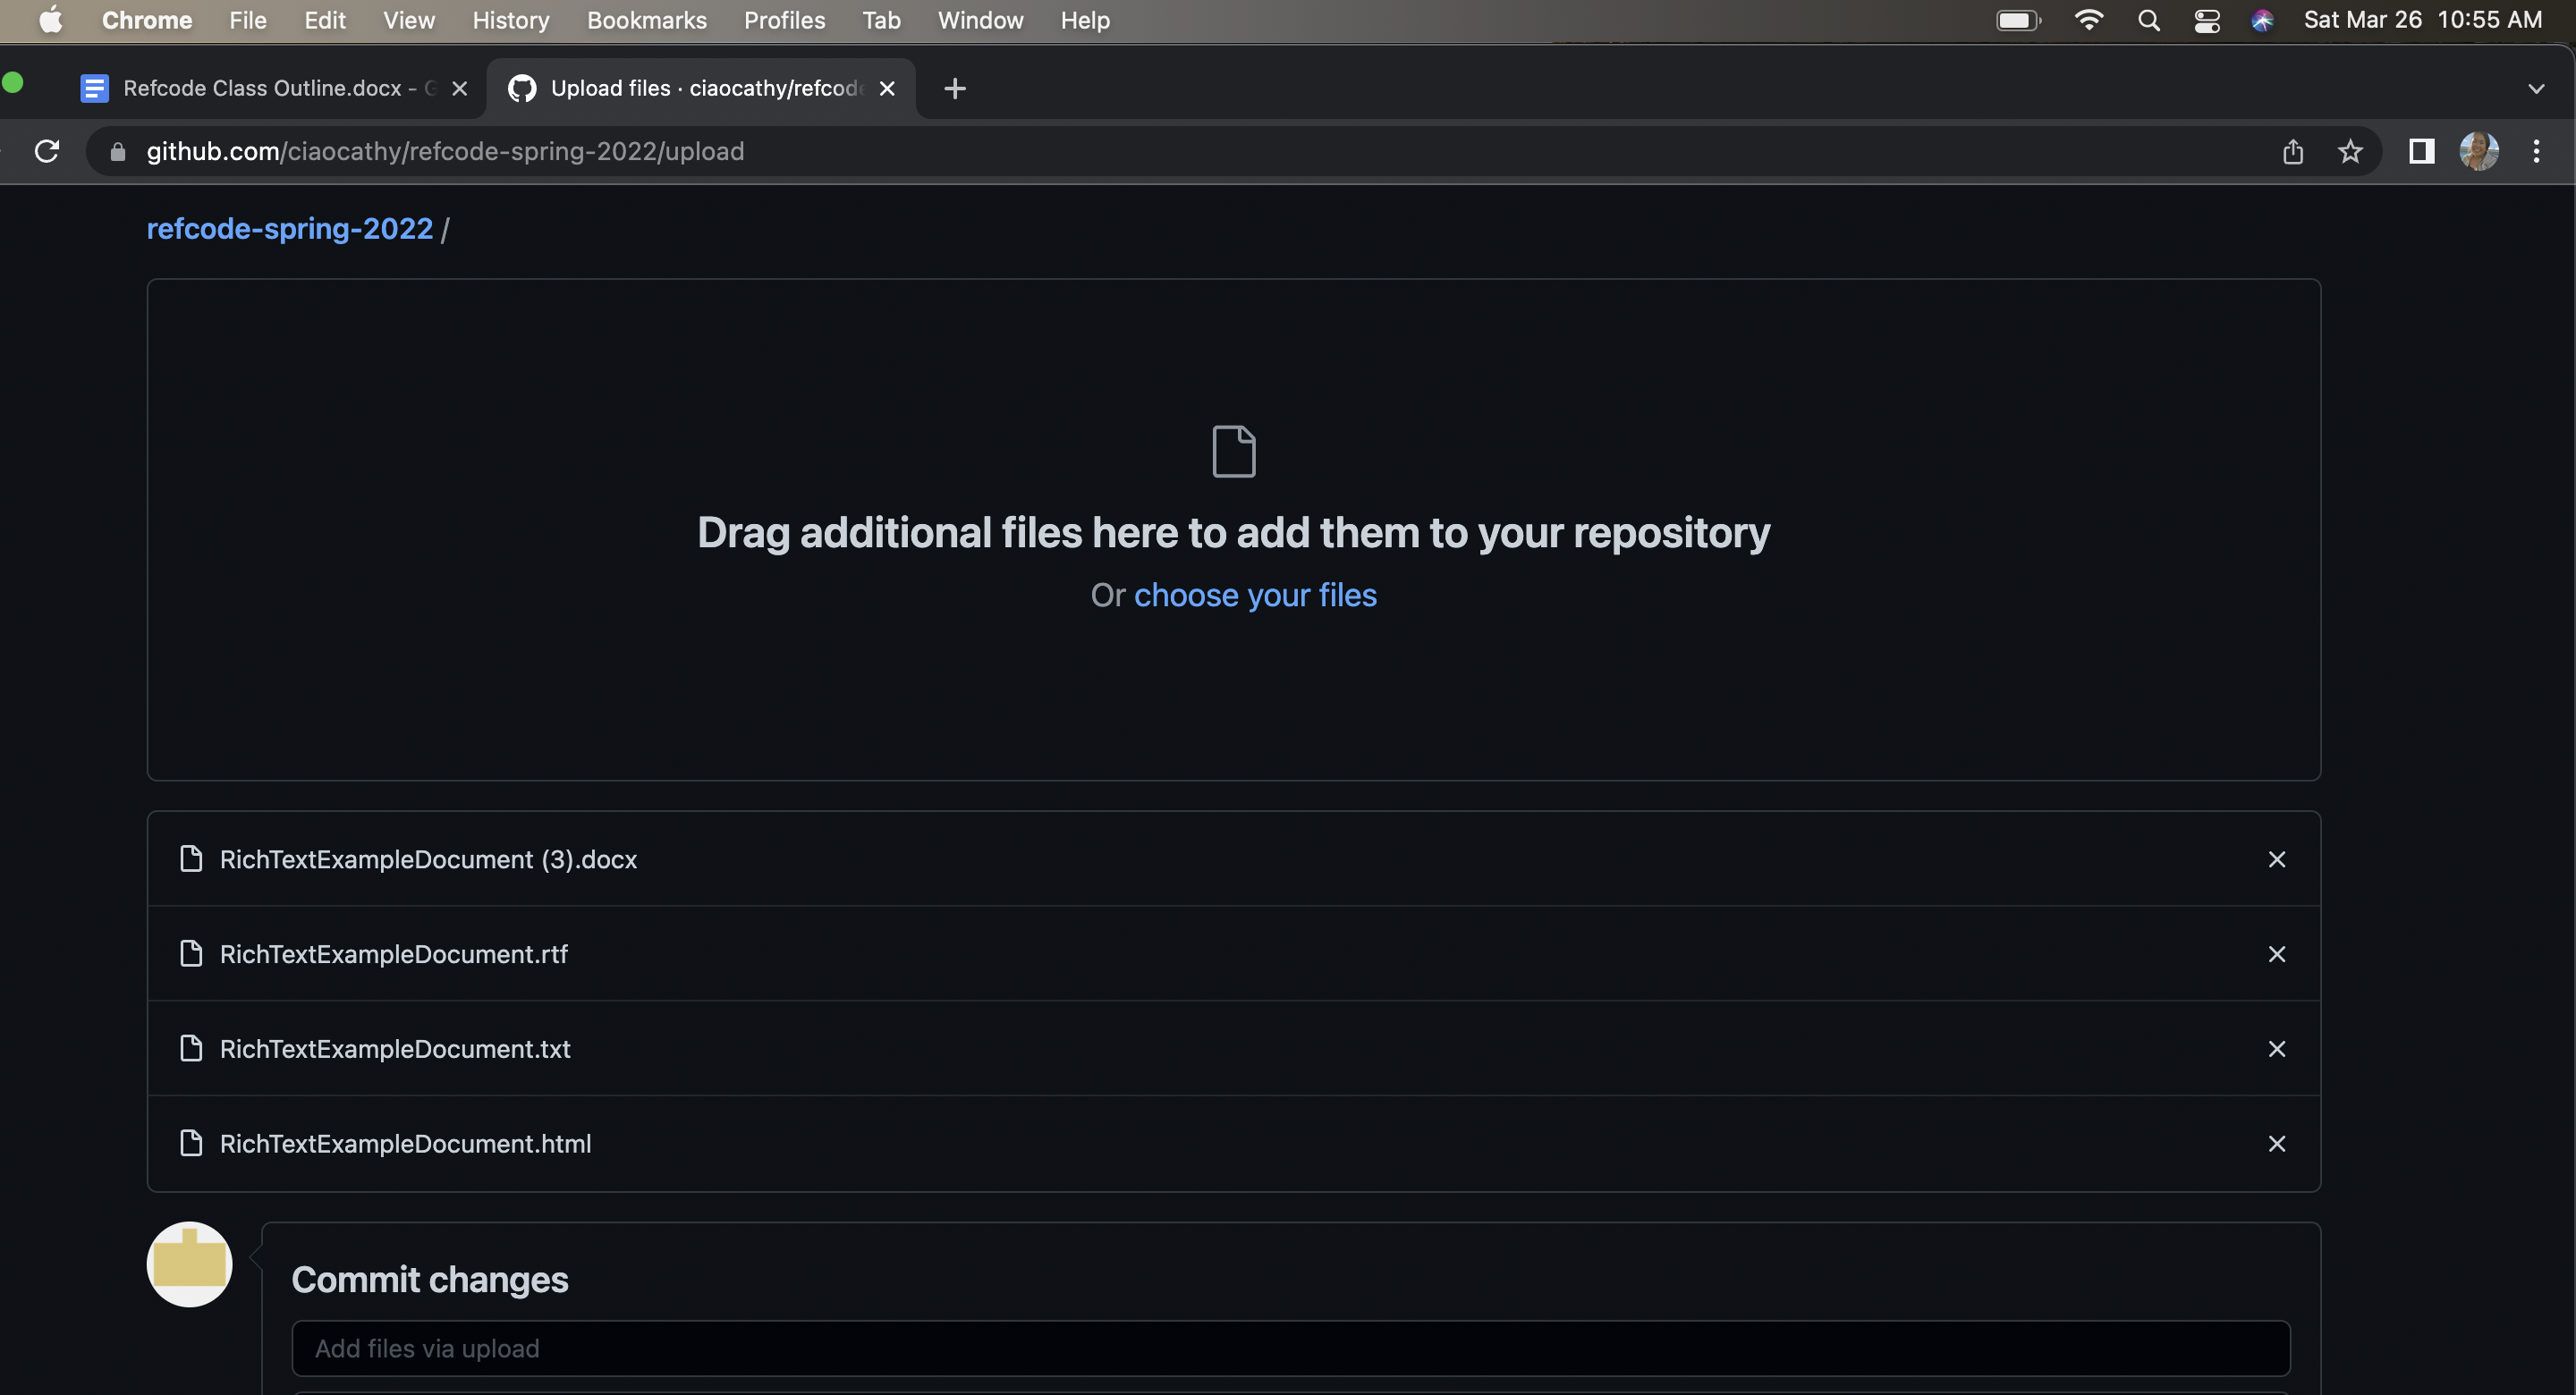 Chrome File Edit View History Bookmarks Profiles Tab Window Help Sat Mar 26 10:55 AM
Refcode Class Outline.docx - G Upload files · ciaocathy/refcode
github.com/ciaocathy/refcode-spring-2022/upload
refcode-spring-2022 /
Drag additional files here to add them to your repository
Or choose your files
RichTextExampleDocument (3).docx
RichTextExampleDocument.rtf
RichTextExampleDocument.txt
RichTextExampleDocument.html
Commit changes
Add files via upload